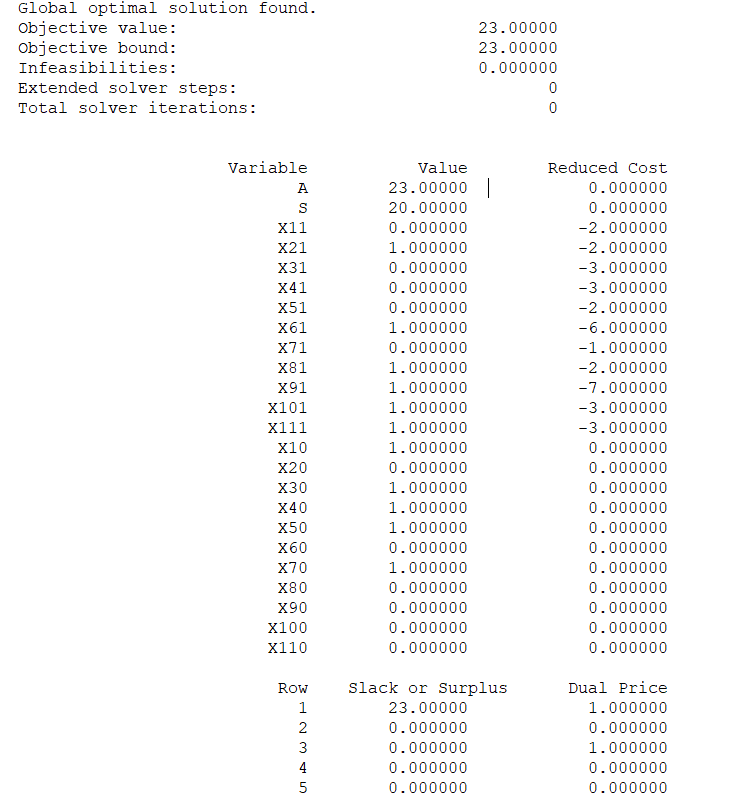 Global optimal solution found.
Objective value: 23.00000
Objective bound: 23.00000
Infeasibilities: 0.000000
Extended solver steps: 0
Total solver iterations: 0
Variable Value Reduced Cost
A 23.00000 0.000000
S 20.00000 0.000000
X11 0.000000 -2.000000
X21 1.000000 -2.000000
X31 0.000000 -3.000000
X41 0.000000 -3.000000
X51 0.000000 -2.000000
X61 1.000000 -6.000000
X71 0.000000 -1.000000
X81 1.000000 -2.000000
X91 1.000000 -7.000000
X101 1.000000 -3.000000
X111 1.000000 -3.000000
X10 1.000000 0.000000
X20 0.000000 0.000000
X30 1.000000 0.000000
X40 1.000000 0.000000
X50 1.000000 0.000000
X60 0.000000 0.000000
X70 1.000000 0.000000
X80 0.000000 0.000000
X90 0.000000 0.000000
X100 0.000000 0.000000
X110 0.000000 0.000000
Row Slack or Surplus Dual Price
1 23.00000 1.000000
2 0.000000 0.000000
3 0.000000 1.000000
4 0.000000 0.000000
5 0.000000 0.000000